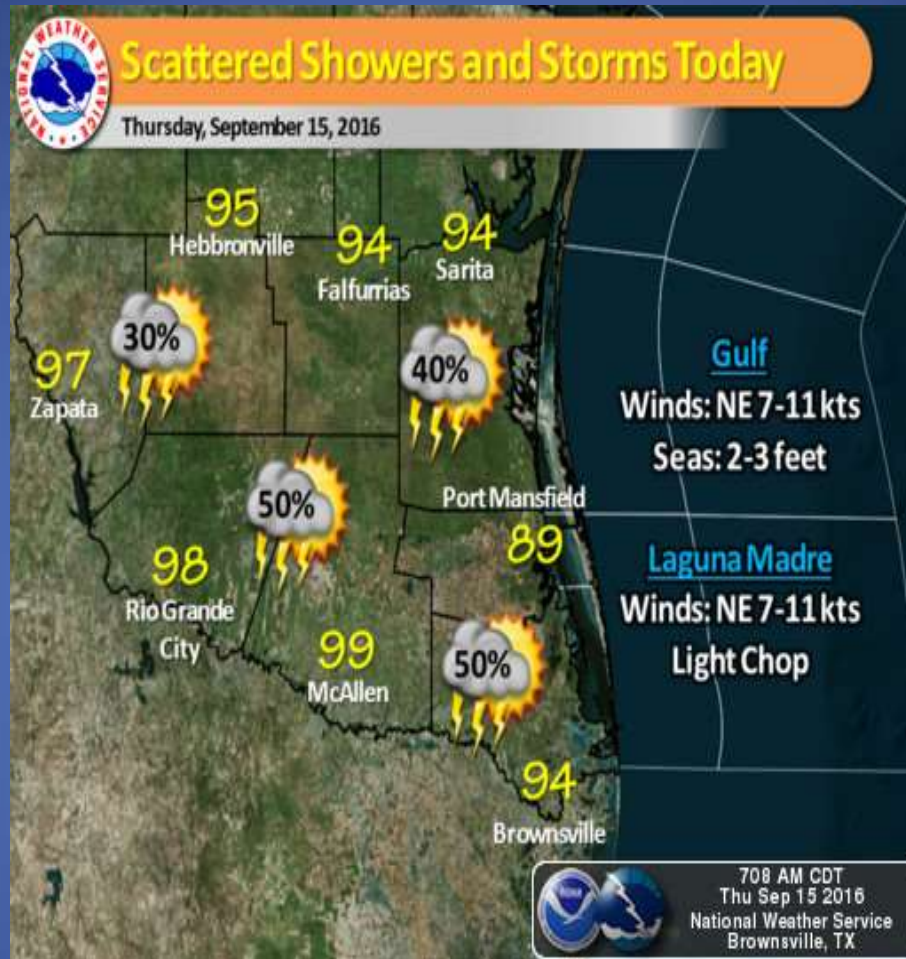 NATIONAL WEATHER SERVICE
Scattered Showers and Storms Today
Thursday, September 15, 2016
95
Hebbronville
94
Falfurrias
94
Sarita
30%
97
Zapata
40%
Gulf
Winds: NE 7-11 kts
Seas: 2-3 feet
50%
Port Mansfield
89
98
Rio Grande
City
Laguna Madre
Winds: NE 7-11 kts
Light Chop
99
McAllen
50%
94
Brownsville
708 AM CDT
Thu Sep 15 2016
National Weather Service
Brownsville, TX